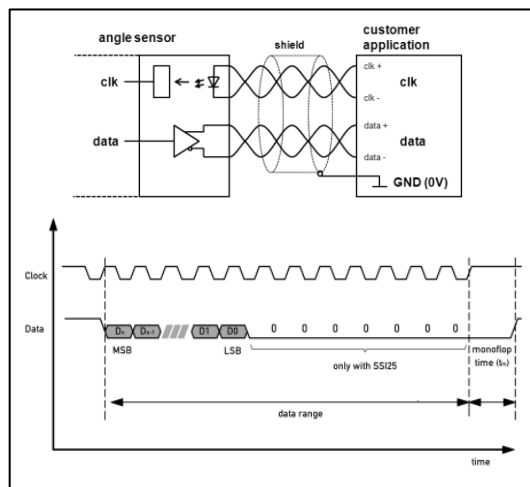 angle sensor
shield
customer
application
clk
clk +
clk
clk -
data
data +
data
data -
GND (0V)
Clock
Data
Dn Dn-1 D1 D0 0 0 0 0 0 0 0
MSB LSB
only with SSI25
monoflop
time (tm)
data range
time